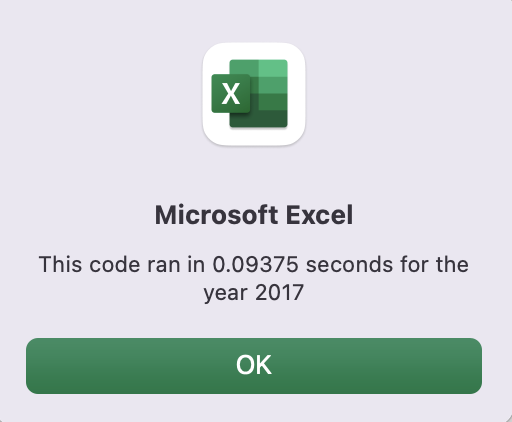 X
Microsoft Excel
This code ran in 0.09375 seconds for the
year 2017
OK